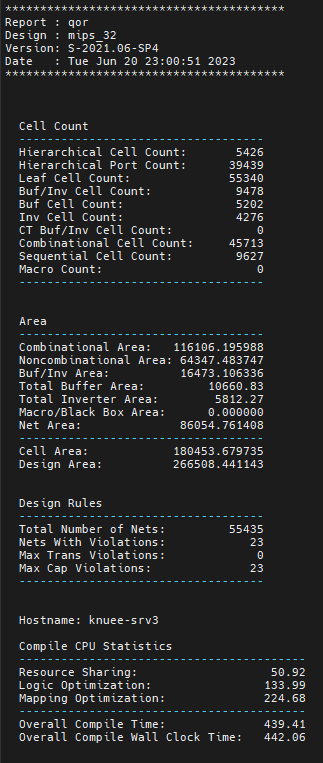 ****************************************
Report : qor
Design : mips_32
Version: S-2021.06-SP4
Date   : Tue Jun 20 23:00:51 2023
****************************************
Cell Count
-----------------------------------
Hierarchical Cell Count:       5426
Hierarchical Port Count:      39439
Leaf Cell Count:              55340
Buf/Inv Cell Count:            9478
Buf Cell Count:                5202
Inv Cell Count:                4276
CT Buf/Inv Cell Count:            0
Combinational Cell Count:     45713
Sequential Cell Count:         9627
Macro Count:                      0
-----------------------------------
Area
-----------------------------------
Combinational Area:   116106.195988
Noncombinational Area: 64347.483747
Buf/Inv Area:          16473.106336
Total Buffer Area:         10660.83
Total Inverter Area:        5812.27
Macro/Black Box Area:      0.000000
Net Area:              86054.761408
-----------------------------------
Cell Area:            180453.679735
Design Area:          266508.441143
Design Rules
-----------------------------------
Total Number of Nets:         55435
Nets With Violations:            23
Max Trans Violations:             0
Max Cap Violations:              23
-----------------------------------
Hostname: knuee-srv3
Compile CPU Statistics
-----------------------------------------
Resource Sharing:                   50.92
Logic Optimization:                133.99
Mapping Optimization:              224.68
-----------------------------------------
Overall Compile Time:              439.41
Overall Compile Wall Clock Time:   442.06